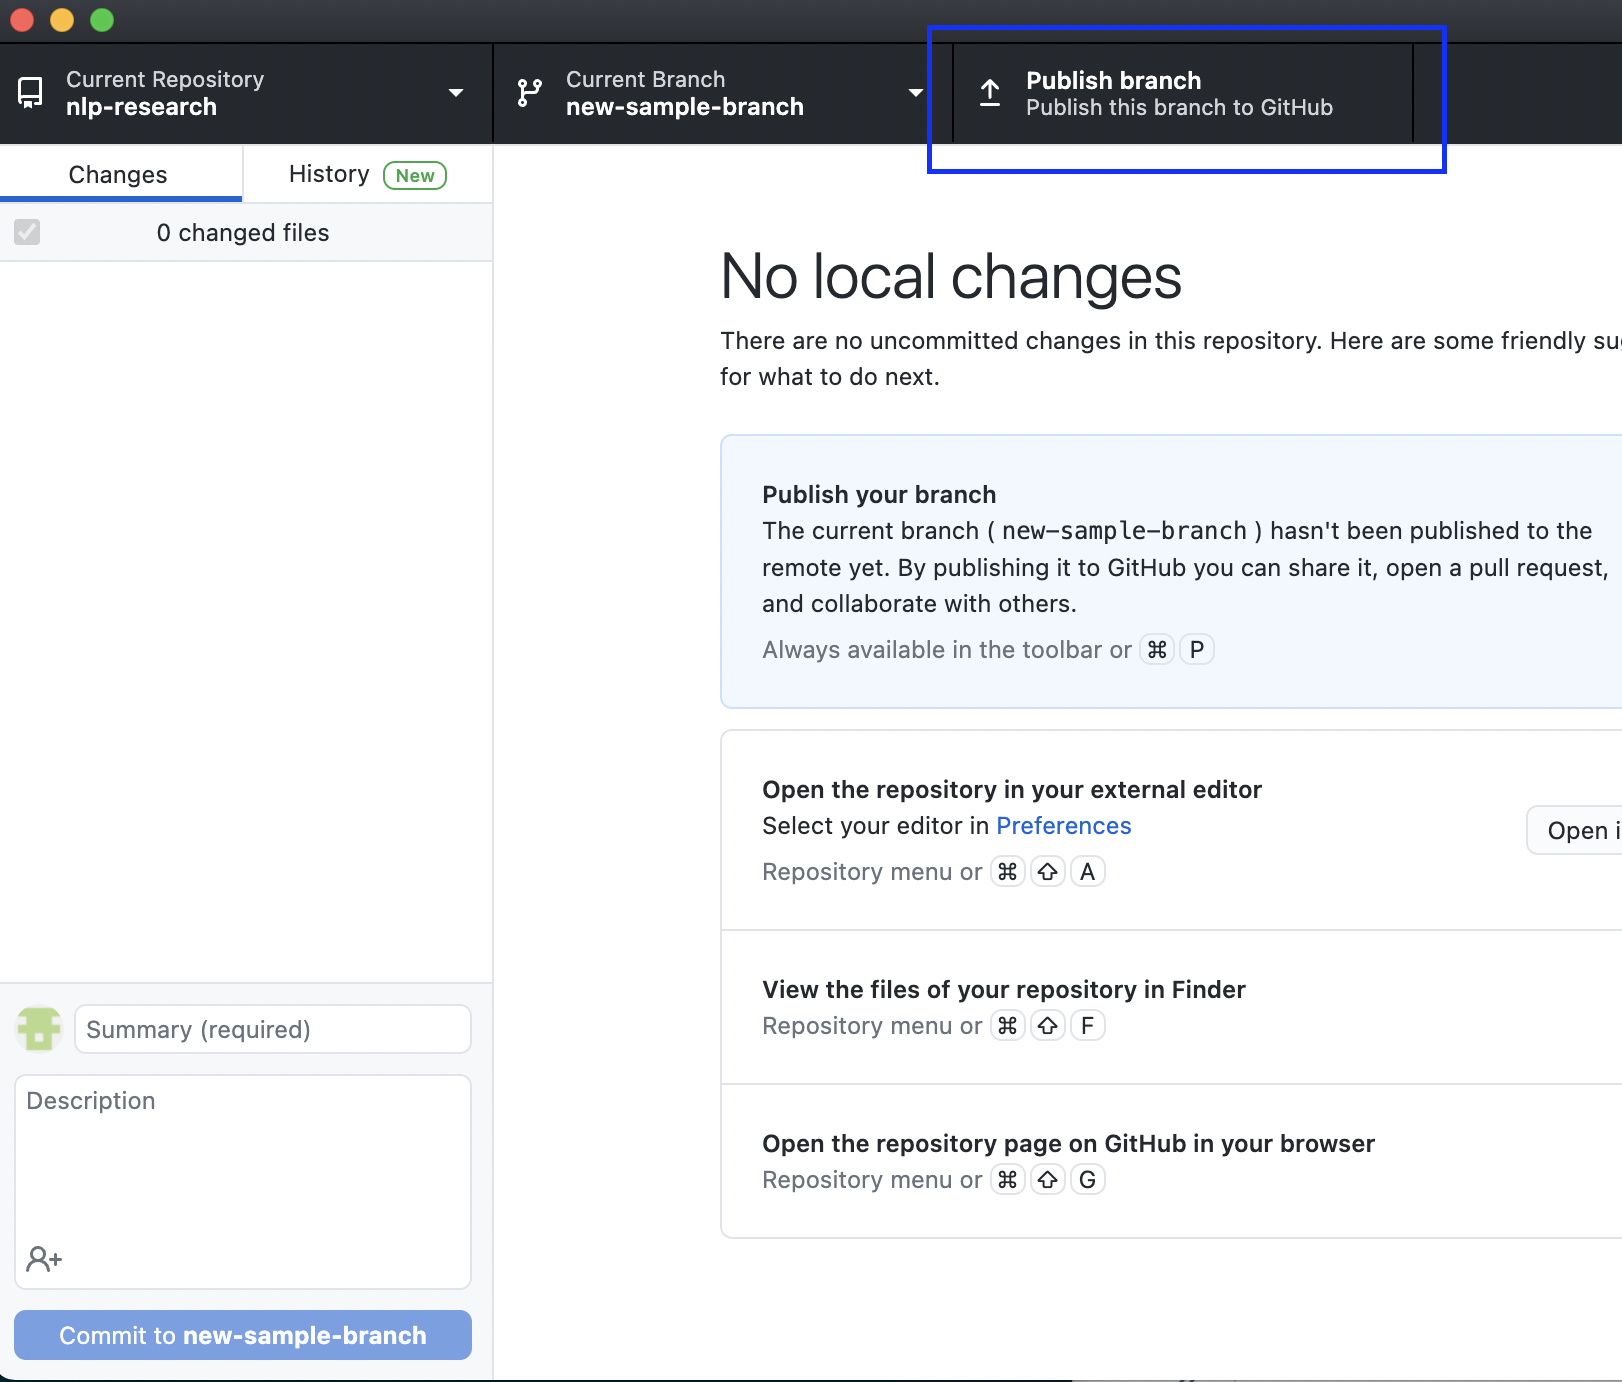 Current Repository
nlp-research
Current Branch
new-sample-branch
Publish branch
Publish this branch to GitHub
Changes
History New
0 changed files
No local changes
There are no uncommitted changes in this repository. Here are some friendly
for what to do next.
Publish your branch
The current branch ( new-sample-branch ) hasn't been published to the
remote yet. By publishing it to GitHub you can share it, open a pull request,
and collaborate with others.
Always available in the toolbar or ⌘ P
Open the repository in your external editor
Select your editor in Preferences
Repository menu or ⌘ ⇧ A
Open
View the files of your repository in Finder
Repository menu or ⌘ ⇧ F
Open the repository page on GitHub in your browser
Repository menu or ⌘ ⇧ G
Summary (required)
Description
Commit to new-sample-branch